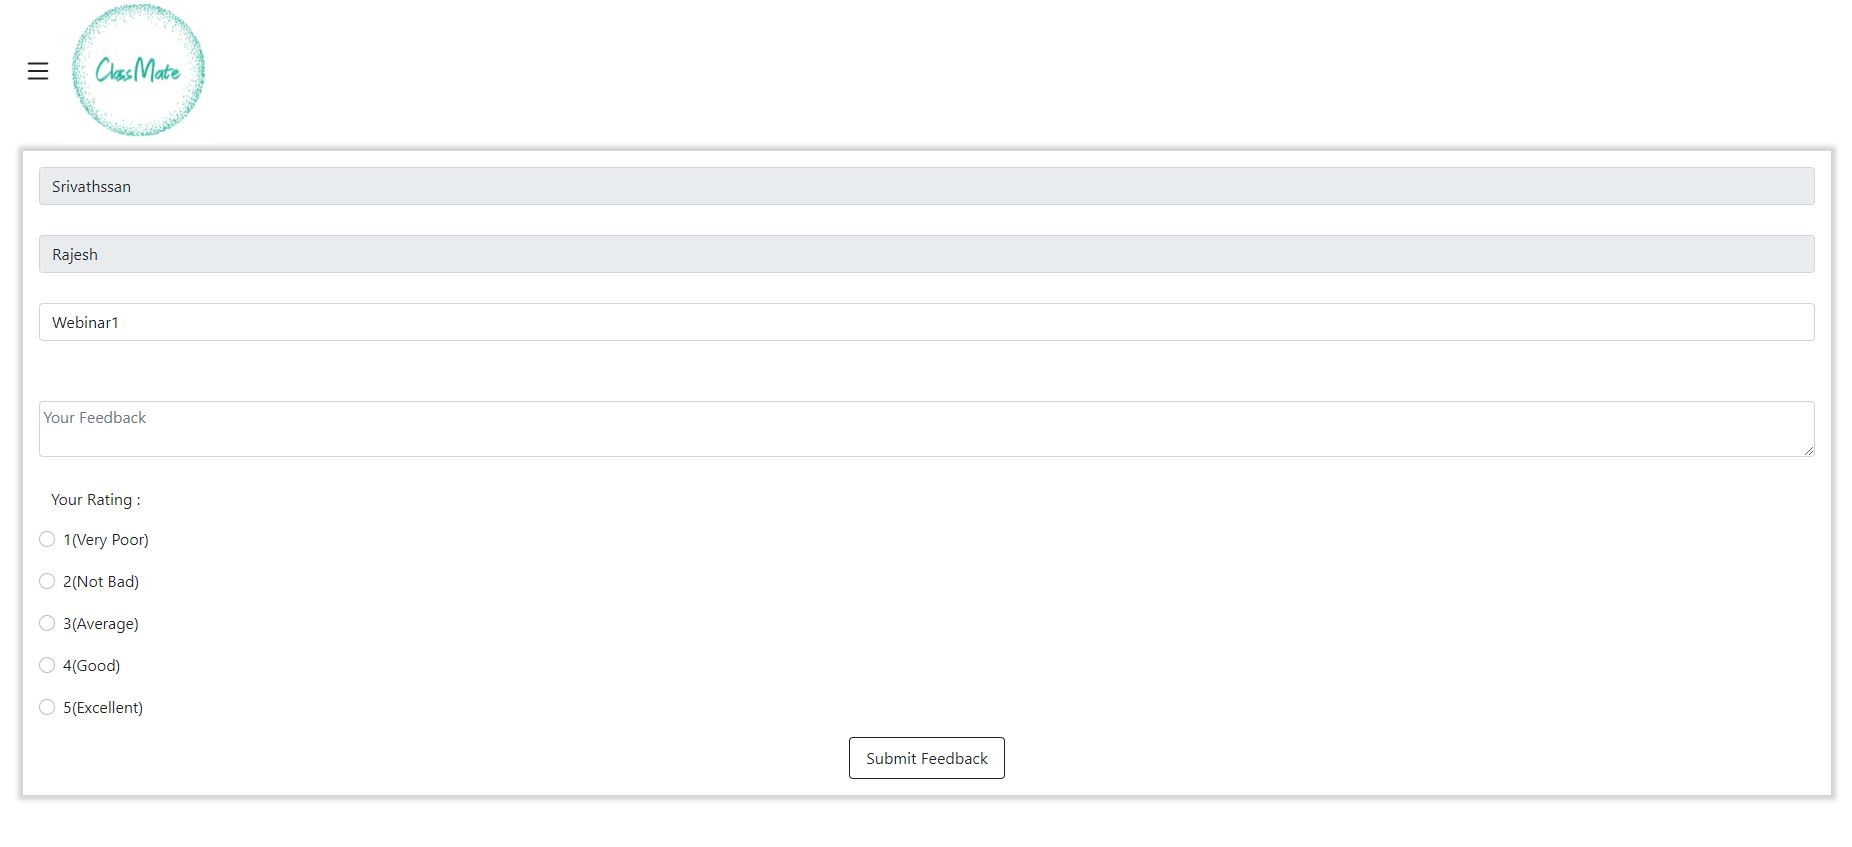 ClassMate
Srivathssan
Rajesh
Webinar1
Your Feedback
Your Rating :
1(Very Poor)
2(Not Bad)
3(Average)
4(Good)
5(Excellent)
Submit Feedback